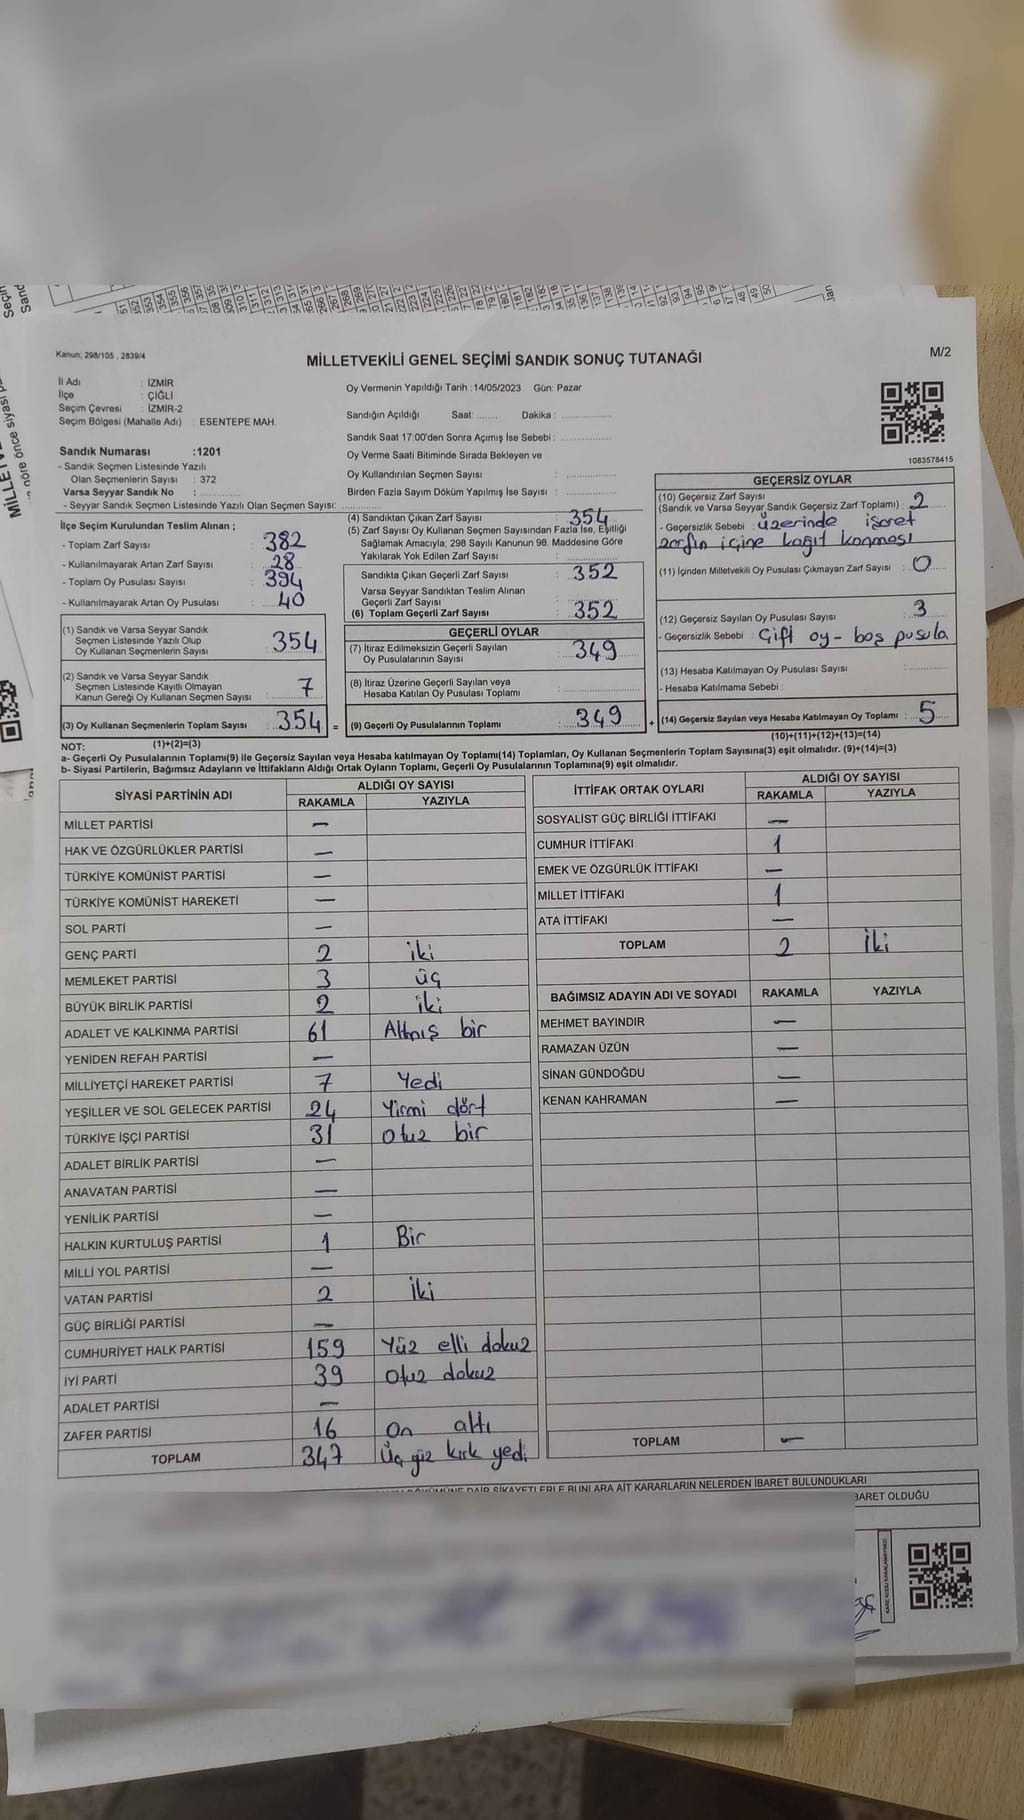 Kanun; 298/105 , 2839/4
MİLLETVEKİLİ GENEL SEÇİMİ SANDIK SONUÇ TUTANAĞI
M/2
İl Adı : İZMİR
İlçe : ÇİĞLİ
Seçim Çevresi : İZMİR-2
Seçim Bölgesi (Mahalle Adı) : ESENTEPE MAH.
Sandık Numarası :1201
- Sandık Seçmen Listesinde Yazılı
Olan Seçmenlerin Sayısı : 372
Varsa Seyyar Sandık No :
- Seyyar Sandık Seçmen Listesinde Yazılı Olan Seçmen Sayısı:
Oy Vermenin Yapıldığı Tarih :14/05/2023 Gün: Pazar
Sandığın Açıldığı Saat: Dakika :
Sandık Saat 17:00'den Sonra Açımış İse Sebebi :
Oy Verme Saati Bitiminde Sırada Bekleyen ve
Oy Kullandırılan Seçmen Sayısı :
Birden Fazla Sayım Döküm Yapılmış İse Sayısı :
1083578415
İlçe Seçim Kurulundan Teslim Alınan ;
- Toplam Zarf Sayısı : 382
- Kullanılmayarak Artan Zarf Sayısı : 28
- Toplam Oy Pusulası Sayısı : 394
- Kullanılmayarak Artan Oy Pusulası : 40
(1) Sandık ve Varsa Seyyar Sandık
Seçmen Listesinde Yazılı Olup
Oy Kullanan Seçmenlerin Sayısı 354
(2) Sandık ve Varsa Seyyar Sandık
Seçmen Listesinde Kayıtlı Olmayan
Kanun Gereği Oy Kullanan Seçmen Sayısı 7
(3) Oy Kullanan Seçmenlerin Toplam Sayısı : 354 =
(4) Sandıktan Çıkan Zarf Sayısı : 354
(5) Zarf Sayısı Oy Kullanan Seçmen Sayısından Fazla İse, Eşitliği
Sağlamak Amacıyla; 298 Sayılı Kanunun 98. Maddesine Göre
Yakılarak Yok Edilen Zarf Sayısı :
Sandıkta Çıkan Geçerli Zarf Sayısı : 352
Varsa Seyyar Sandıktan Teslim Alınan
Geçerli Zarf Sayısı :
(6) Toplam Geçerli Zarf Sayısı : 352
GEÇERLİ OYLAR
(7) İtiraz Edilmeksizin Geçerli Sayılan
Oy Pusulalarının Sayısı : 349
(8) İtiraz Üzerine Geçerli Sayılan veya
Hesaba Katılan Oy Pusulası Toplamı :
(9) Geçerli Oy Pusulalarının Toplamı : 349 +
GEÇERSİZ OYLAR
(10) Geçersiz Zarf Sayısı
(Sandık ve Varsa Seyyar Sandık Geçersiz Zarf Toplamı) : 2
- Geçersizlik Sebebi : üzerinde işaret
zarfın içine kağıt konması
(11) İçinden Milletvekili Oy Pusulası Çıkmayan Zarf Sayısı : 0
(12) Geçersiz Sayılan Oy Pusulası Sayısı : 3
- Geçersizlik Sebebi : Çift oy - boş pusula
(13) Hesaba Katılmayan Oy Pusulası Sayısı :
- Hesaba Katılmama Sebebi :
(14) Geçersiz Sayılan veya Hesaba Katılmayan Oy Toplamı : 5
NOT: (1)+(2)=(3)
(10)+(11)+(12)+(13)=(14)
a- Geçerli Oy Pusulalarının Toplamı(9) ile Geçersiz Sayılan veya Hesaba katılmayan Oy Toplamı(14) Toplamları, Oy Kullanan Seçmenlerin Toplam Sayısına(3) eşit olmalıdır. (9)+(14)=(3)
b- Siyasi Partilerin, Bağımsız Adayların ve İttifakların Aldığı Ortak Oyların Toplamı, Geçerli Oy Pusulalarının Toplamına(9) eşit olmalıdır.
SİYASİ PARTİNİN ADI ALDIĞI OY SAYISI
RAKAMLA YAZIYLA
MİLLET PARTİSİ —
HAK VE ÖZGÜRLÜKLER PARTİSİ —
TÜRKİYE KOMÜNİST PARTİSİ —
TÜRKİYE KOMÜNİST HAREKETİ —
SOL PARTİ —
GENÇ PARTİ 2 iki
MEMLEKET PARTİSİ 3 üç
BÜYÜK BİRLİK PARTİSİ 2 iki
ADALET VE KALKINMA PARTİSİ 61 Altmış bir
YENİDEN REFAH PARTİSİ —
MİLLİYETÇİ HAREKET PARTİSİ 7 Yedi
YEŞİLLER VE SOL GELECEK PARTİSİ 24 Yirmi dört
TÜRKİYE İŞÇİ PARTİSİ 31 Otuz bir
ADALET BİRLİK PARTİSİ —
ANAVATAN PARTİSİ —
YENİLİK PARTİSİ —
HALKIN KURTULUŞ PARTİSİ 1 Bir
MİLLİ YOL PARTİSİ —
VATAN PARTİSİ 2 İki
GÜÇ BİRLİĞİ PARTİSİ —
CUMHURİYET HALK PARTİSİ 159 Yüz elli dokuz
İYİ PARTİ 39 Otuz dokuz
ADALET PARTİSİ —
ZAFER PARTİSİ 16 On altı
TOPLAM 347 Üç yüz kırk yedi
İTTİFAK ORTAK OYLARI ALDIĞI OY SAYISI
RAKAMLA YAZIYLA
SOSYALİST GÜÇ BİRLİĞİ İTTİFAKI —
CUMHUR İTTİFAKI 1
EMEK VE ÖZGÜRLÜK İTTİFAKI —
MİLLET İTTİFAKI 1
ATA İTTİFAKI —
TOPLAM 2 İki
BAĞIMSIZ ADAYIN ADI VE SOYADI RAKAMLA YAZIYLA
MEHMET BAYINDIR —
RAMAZAN ÜZÜN —
SİNAN GÜNDOĞDU —
KENAN KAHRAMAN —
TOPLAM —
DÖKÜMÜNE DAİR ŞİKAYETLERLE BUNLARA AİT KARARLARIN NELERDEN İBARET BULUNDUKLARI
BARET OLDUĞU